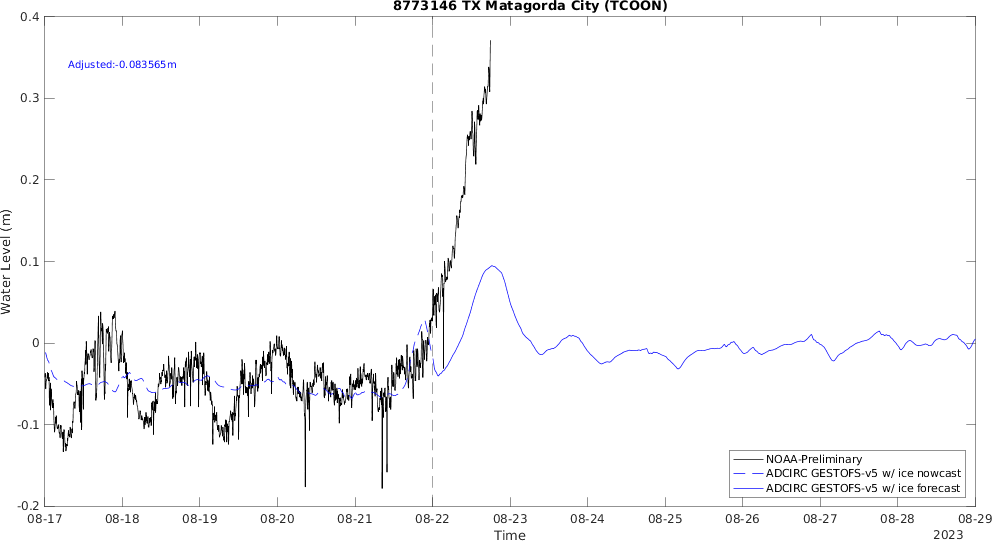 8773146 TX Matagorda City (TCOON)
Adjusted:-0.083565m
Water Level (m)
0.4
0.3
0.2
0.1
0
-0.1
-0.2
NOAA-Preliminary
ADCIRC GESTOFS-v5 w/ ice nowcast
ADCIRC GESTOFS-v5 w/ ice forecast
08-17 08-18 08-19 08-20 08-21 08-22 08-23 08-24 08-25 08-26 08-27 08-28 08-29
Time
2023